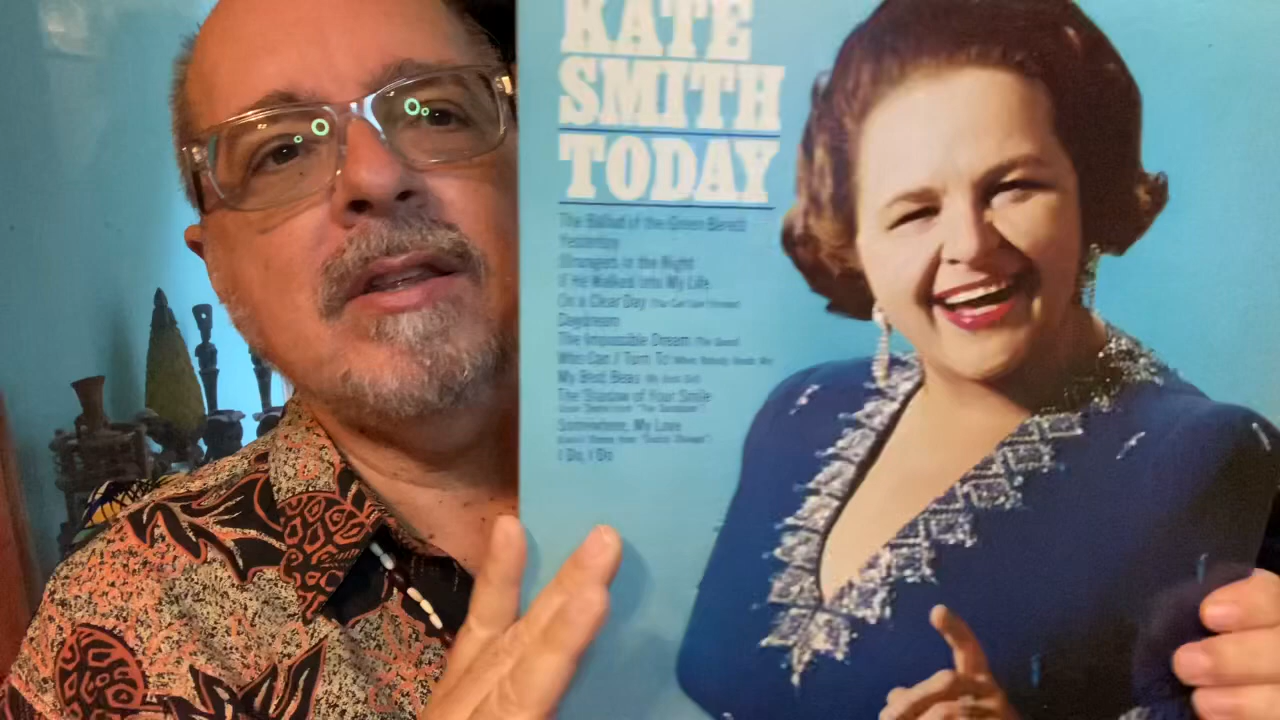 KATE
SMITH
TODAY
The Ballad of the Green Berets
Yesterday
Strangers in the Night
If He Walked Into My Life
On a Clear Day
Daydream
The Impossible Dream (The Quest)
Who Can I Turn To
My Best Beau
The Shadow of Your Smile
Somewhere, My Love
I Do, I Do